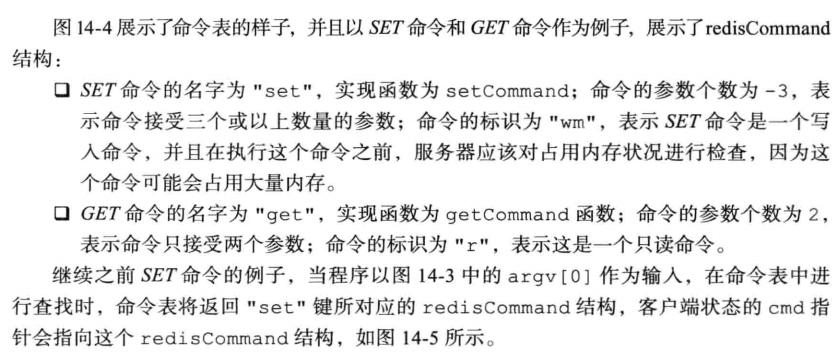 图 14-4 展示了命令表的样子，并且以 SET 命令和 GET 命令作为例子，展示了redisCommand
结构：
❑ SET 命令的名字为 "set"，实现函数为 setCommand；命令的参数个数为 -3，表
示命令接受三个或以上数量的参数；命令的标识为 "wm"，表示 SET 命令是一个写
入命令，并且在执行这个命令之前，服务器应该对占用内存状况进行检查，因为这
个命令可能会占用大量内存。
❑ GET 命令的名字为 "get"，实现函数为 getCommand 函数；命令的参数个数为 2，
表示命令只接受两个参数；命令的标识为 "r"，表示这是一个只读命令。
继续之前 SET 命令的例子，当程序以图 14-3 中的 argv[0] 作为输入，在命令表中进
行查找时，命令表将返回 "set" 键所对应的 redisCommand 结构，客户端状态的 cmd 指
针会指向这个 redisCommand 结构，如图 14-5 所示。